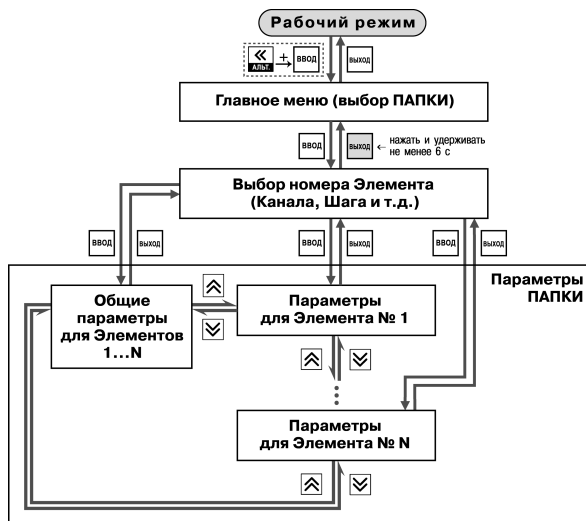 Рабочий режим
«
АЛЬТ.
+
ВВОД
ВЫХОД
Главное меню (выбор ПАПКИ)
ВВОД
ВЫХОД
← нажать и удерживать
не менее 6 с
Выбор номера Элемента
(Канала, Шага и т.д.)
ВВОД
ВЫХОД
ВВОД
ВЫХОД
ВВОД
ВЫХОД
Параметры
ПАПКИ
Общие
параметры
для Элементов
1...N
Параметры
для Элемента № 1
Параметры
для Элемента № N